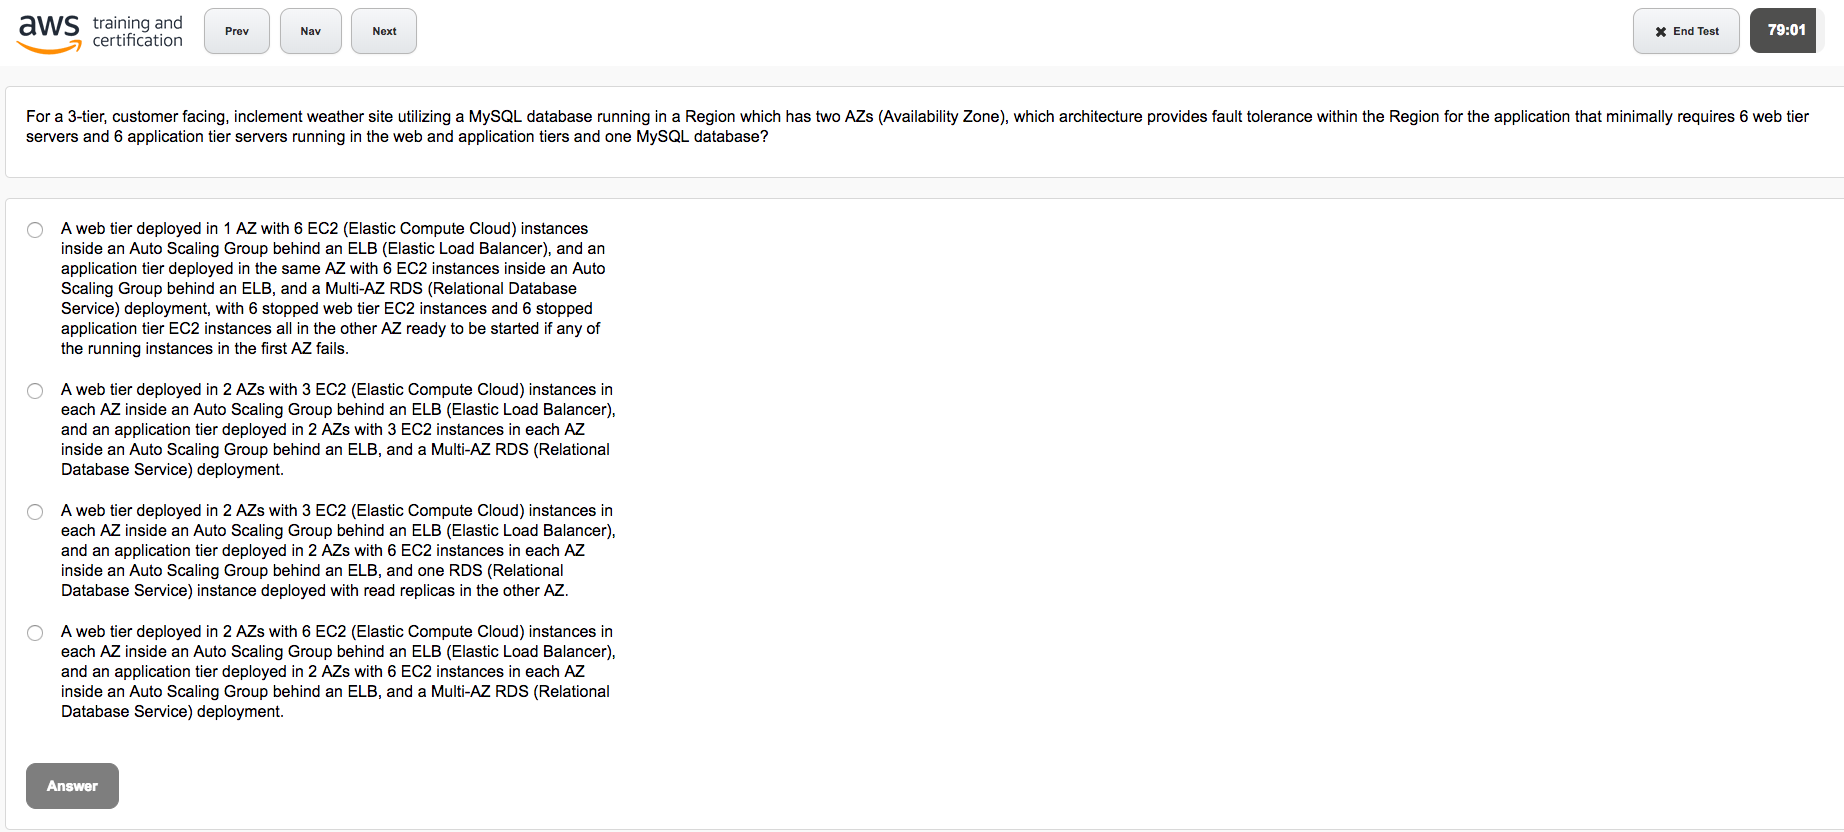 aws training and certification
Prev
Nav
Next
✖ End Test
79:01
For a 3-tier, customer facing, inclement weather site utilizing a MySQL database running in a Region which has two AZs (Availability Zone), which architecture provides fault tolerance within the Region for the application that minimally requires 6 web tier
servers and 6 application tier servers running in the web and application tiers and one MySQL database?
A web tier deployed in 1 AZ with 6 EC2 (Elastic Compute Cloud) instances
inside an Auto Scaling Group behind an ELB (Elastic Load Balancer), and an
application tier deployed in the same AZ with 6 EC2 instances inside an Auto
Scaling Group behind an ELB, and a Multi-AZ RDS (Relational Database
Service) deployment, with 6 stopped web tier EC2 instances and 6 stopped
application tier EC2 instances all in the other AZ ready to be started if any of
the running instances in the first AZ fails.
A web tier deployed in 2 AZs with 3 EC2 (Elastic Compute Cloud) instances in
each AZ inside an Auto Scaling Group behind an ELB (Elastic Load Balancer),
and an application tier deployed in 2 AZs with 3 EC2 instances in each AZ
inside an Auto Scaling Group behind an ELB, and a Multi-AZ RDS (Relational
Database Service) deployment.
A web tier deployed in 2 AZs with 3 EC2 (Elastic Compute Cloud) instances in
each AZ inside an Auto Scaling Group behind an ELB (Elastic Load Balancer),
and an application tier deployed in 2 AZs with 6 EC2 instances in each AZ
inside an Auto Scaling Group behind an ELB, and one RDS (Relational
Database Service) instance deployed with read replicas in the other AZ.
A web tier deployed in 2 AZs with 6 EC2 (Elastic Compute Cloud) instances in
each AZ inside an Auto Scaling Group behind an ELB (Elastic Load Balancer),
and an application tier deployed in 2 AZs with 6 EC2 instances in each AZ
inside an Auto Scaling Group behind an ELB, and a Multi-AZ RDS (Relational
Database Service) deployment.
Answer